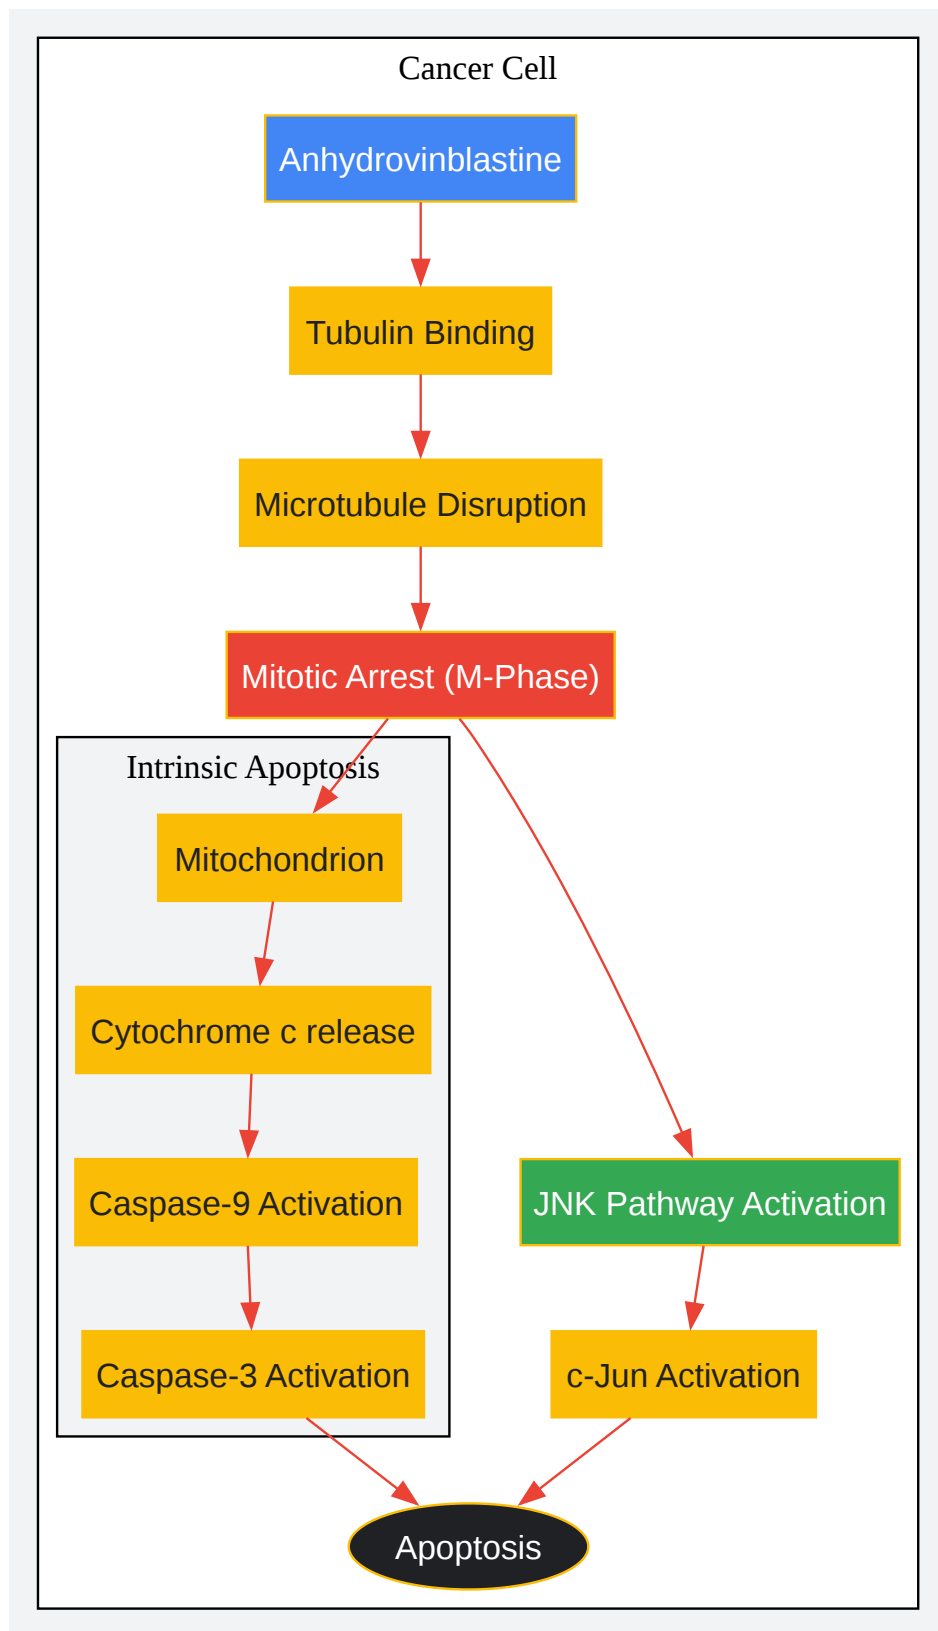 Cancer Cell
Anhydrovinblastine
Tubulin Binding
Microtubule Disruption
Mitotic Arrest (M-Phase)
Intrinsic Apoptosis
Mitochondrion
Cytochrome c release
Caspase-9 Activation
JNK Pathway Activation
Caspase-3 Activation
c-Jun Activation
Apoptosis